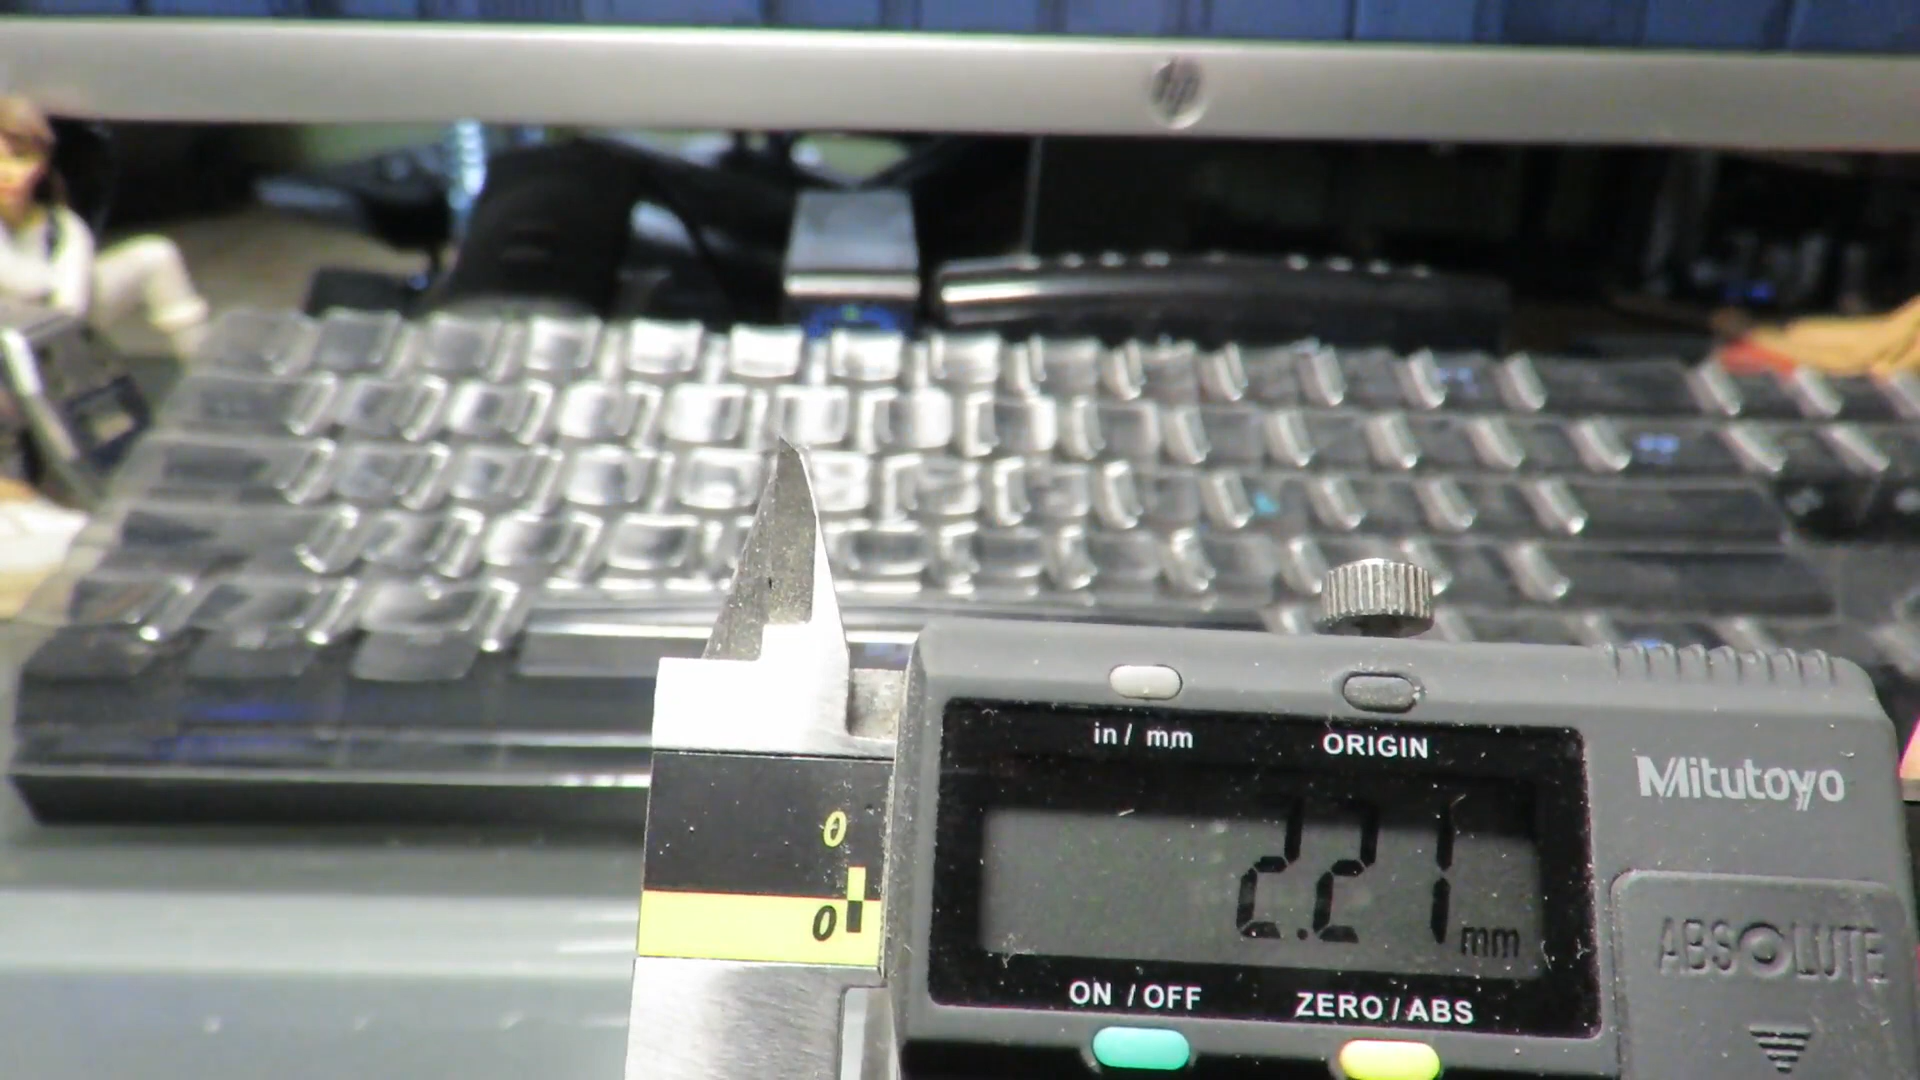 hp
in/ mm
ORIGIN
Mitutoyo
0
2.21 mm
0
ABSOLUTE
ON / OFF
ZERO / ABS